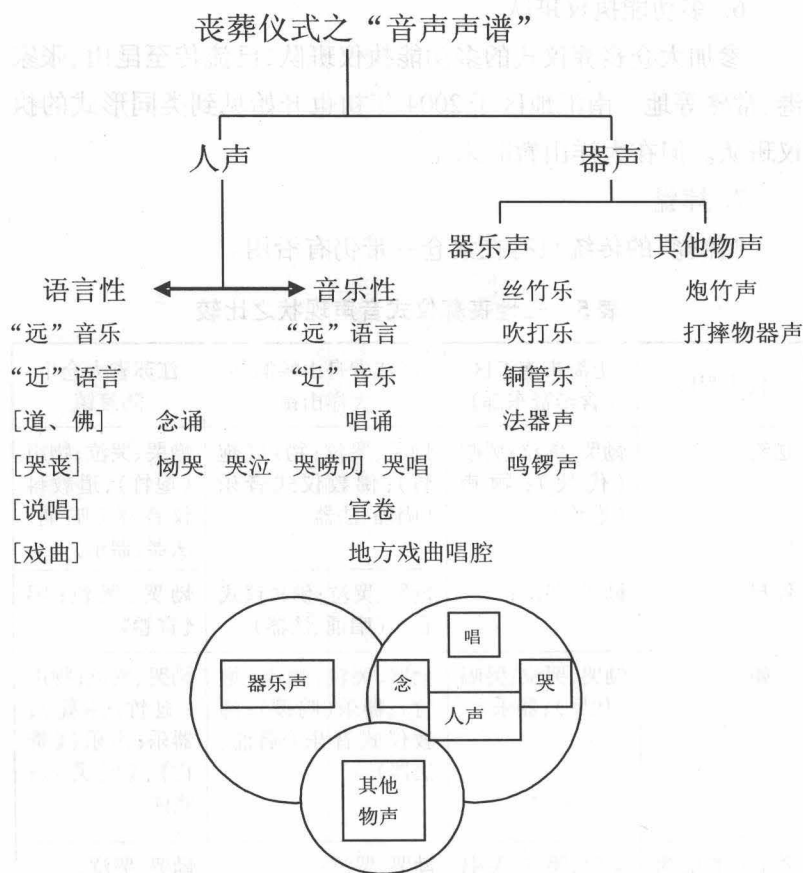 丧葬仪式之“音声声谱”
人声 器声
器乐声 其他物声
语言性 音乐性 丝竹乐 炮竹声
“远”音乐 “远”语言 吹打乐 打摔物器声
“近”语言 “近”音乐 铜管乐
[道、佛] 念诵 唱诵 法器声
[哭丧] 恸哭 哭泣 哭唠叨 哭唱 鸣锣声
[说唱] 宣卷
[戏曲] 地方戏曲唱腔
唱
器乐声 念 哭
人声
其他
物声